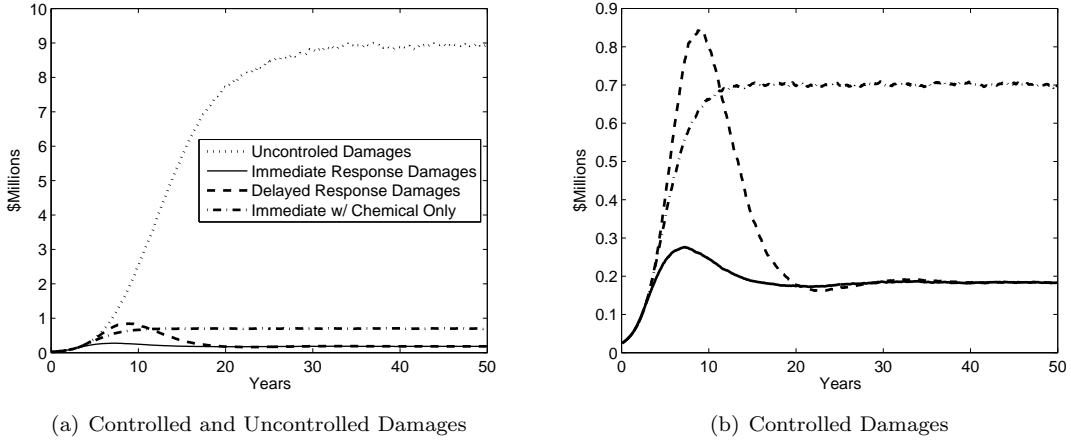 10
9
8
7
6
5
4
3
2
1
0
$Millions
Uncontroled Damages
Immediate Response Damages
Delayed Response Damages
Immediate w/ Chemical Only
0 10 20 30 40 50
Years
(a) Controlled and Uncontrolled Damages
0.9
0.8
0.7
0.6
0.5
0.4
0.3
0.2
0.1
0
$Millions
0 10 20 30 40 50
Years
(b) Controlled Damages